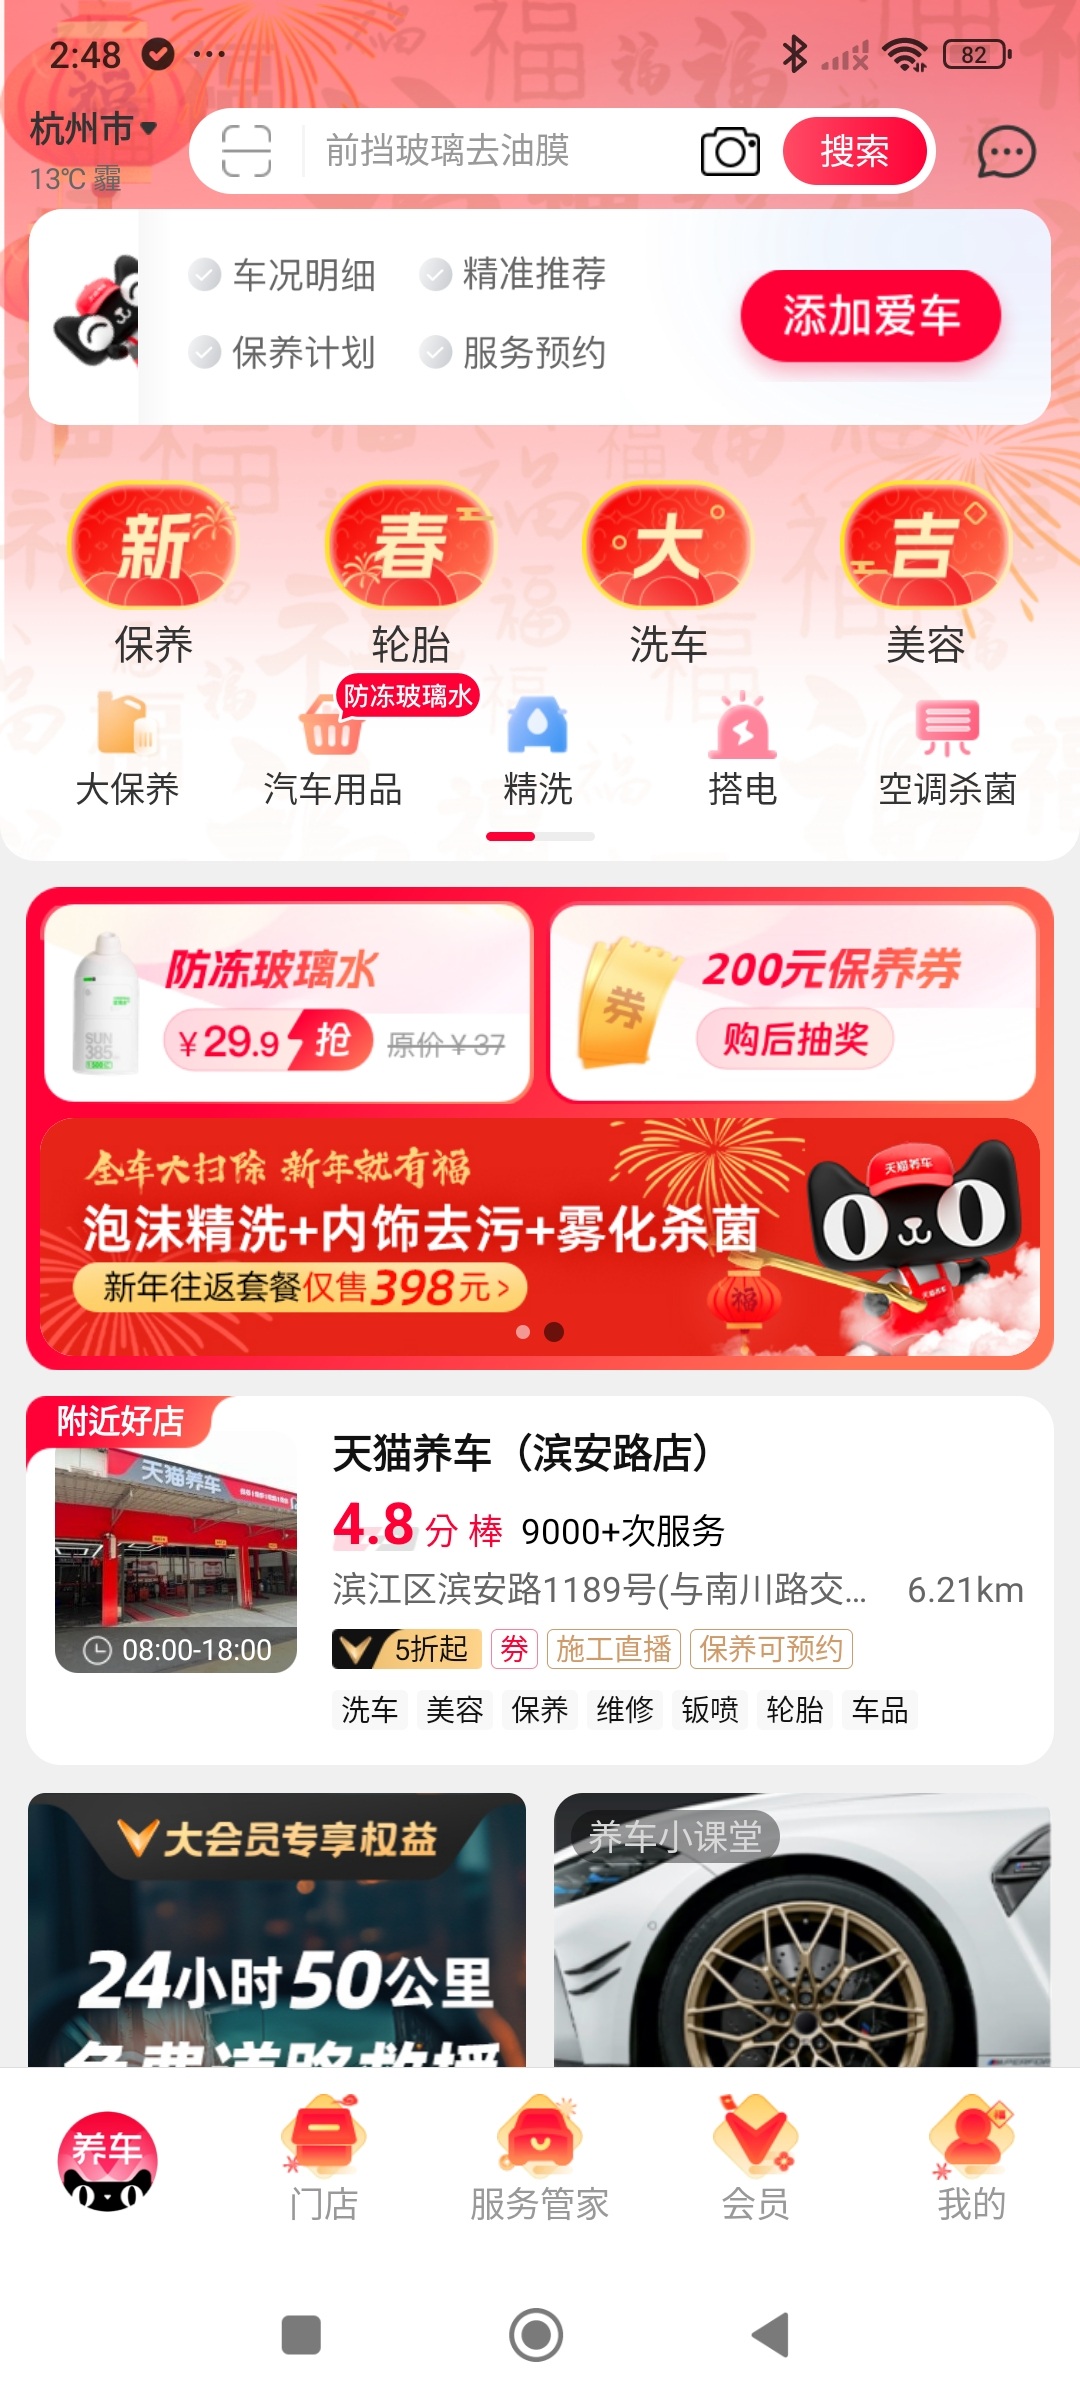 2:48
82
杭州市
13℃ 霾
前挡玻璃去油膜
搜索
车况明细
精准推荐
添加爱车
保养计划
服务预约
新 春 大 吉
保养 轮胎 洗车 美容
防冻玻璃水
大保养 汽车用品 精洗 搭电 空调杀菌
防冻玻璃水
¥29.9 抢 原价¥37
SUN
385
200元保养券
购后抽奖
券
全车大扫除 新年就有福
泡沫精洗+内饰去污+雾化杀菌
新年往返套餐仅售398元>
天猫养车
福
附近好店
天猫养车
08:00-18:00
天猫养车（滨安路店）
4.8分 棒 9000+次服务
滨江区滨安路1189号(与南川路交... 6.21km
5折起 券 施工直播 保养可预约
洗车 美容 保养 维修 钣喷 轮胎 车品
大会员专享权益
24小时50公里
免费道路救援
养车小课堂
养车
门店
服务管家
会员
我的